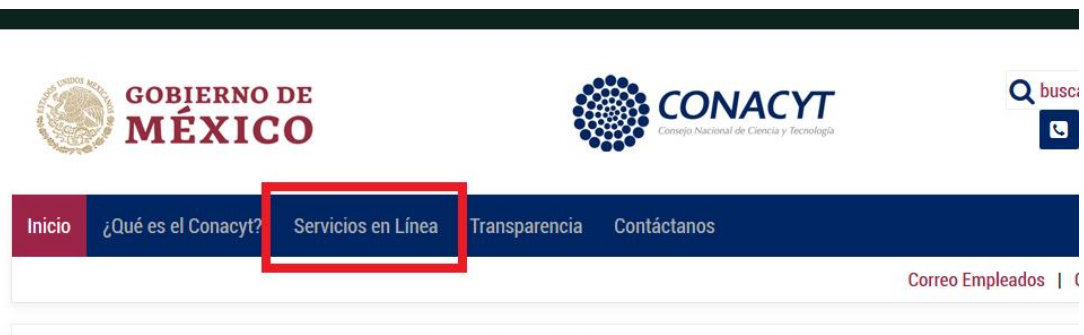 GOBIERNO DE
MÉXICO
CONACYT
Consejo Nacional de Ciencia y Tecnología
busca
Inicio ¿Qué es el Conacyt? Servicios en Línea Transparencia Contáctanos
Correo Empleados |